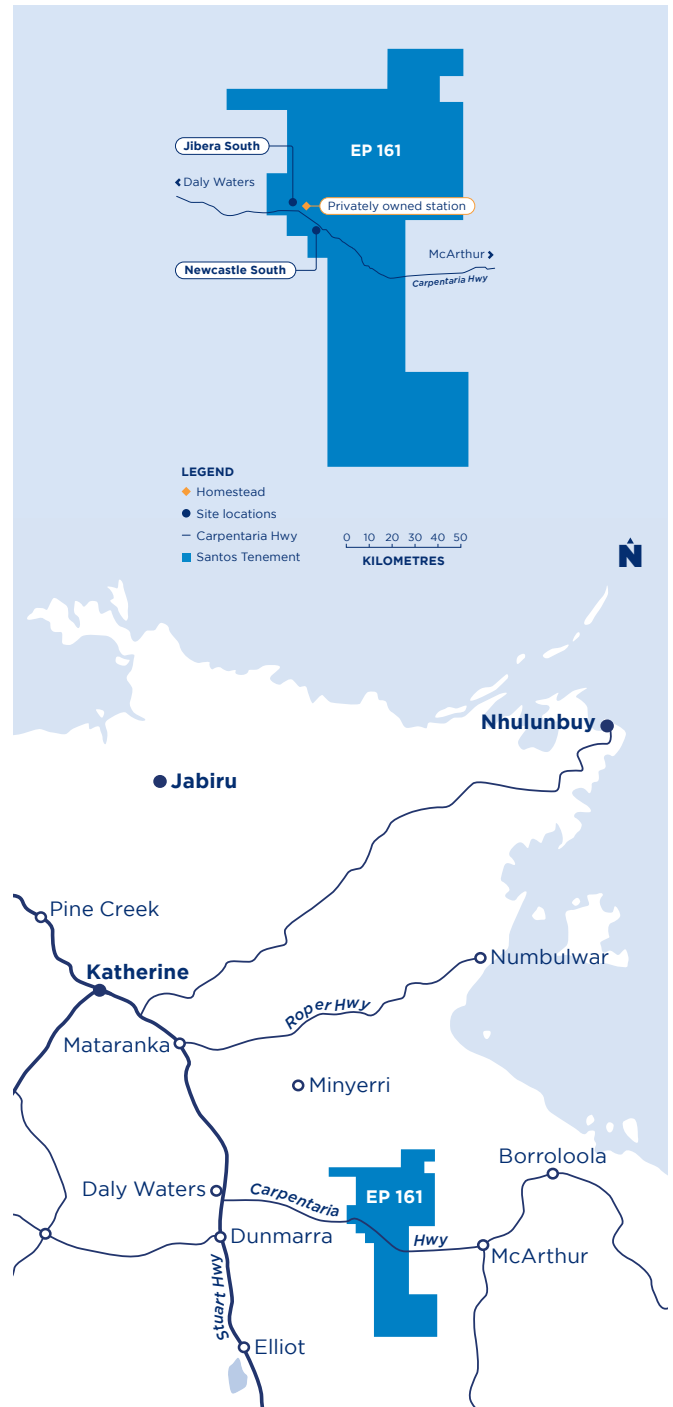 EP 161
Jibera South
Daly Waters
Privately owned station
McArthur
Newcastle South
Carpentaria Hwy
LEGEND
Homestead
Site locations
Carpentaria Hwy
Santos Tenement
0 10 20 30 40 50
KILOMETRES
N
Nhulunbuy
Jabiru
Pine Creek
Katherine
Numbulwar
Roper Hwy
Mataranka
Minyerri
Borroloola
Daly Waters
Carpentaria
EP 161
Hwy
Dunmarra
McArthur
Stuart Hwy
Elliot